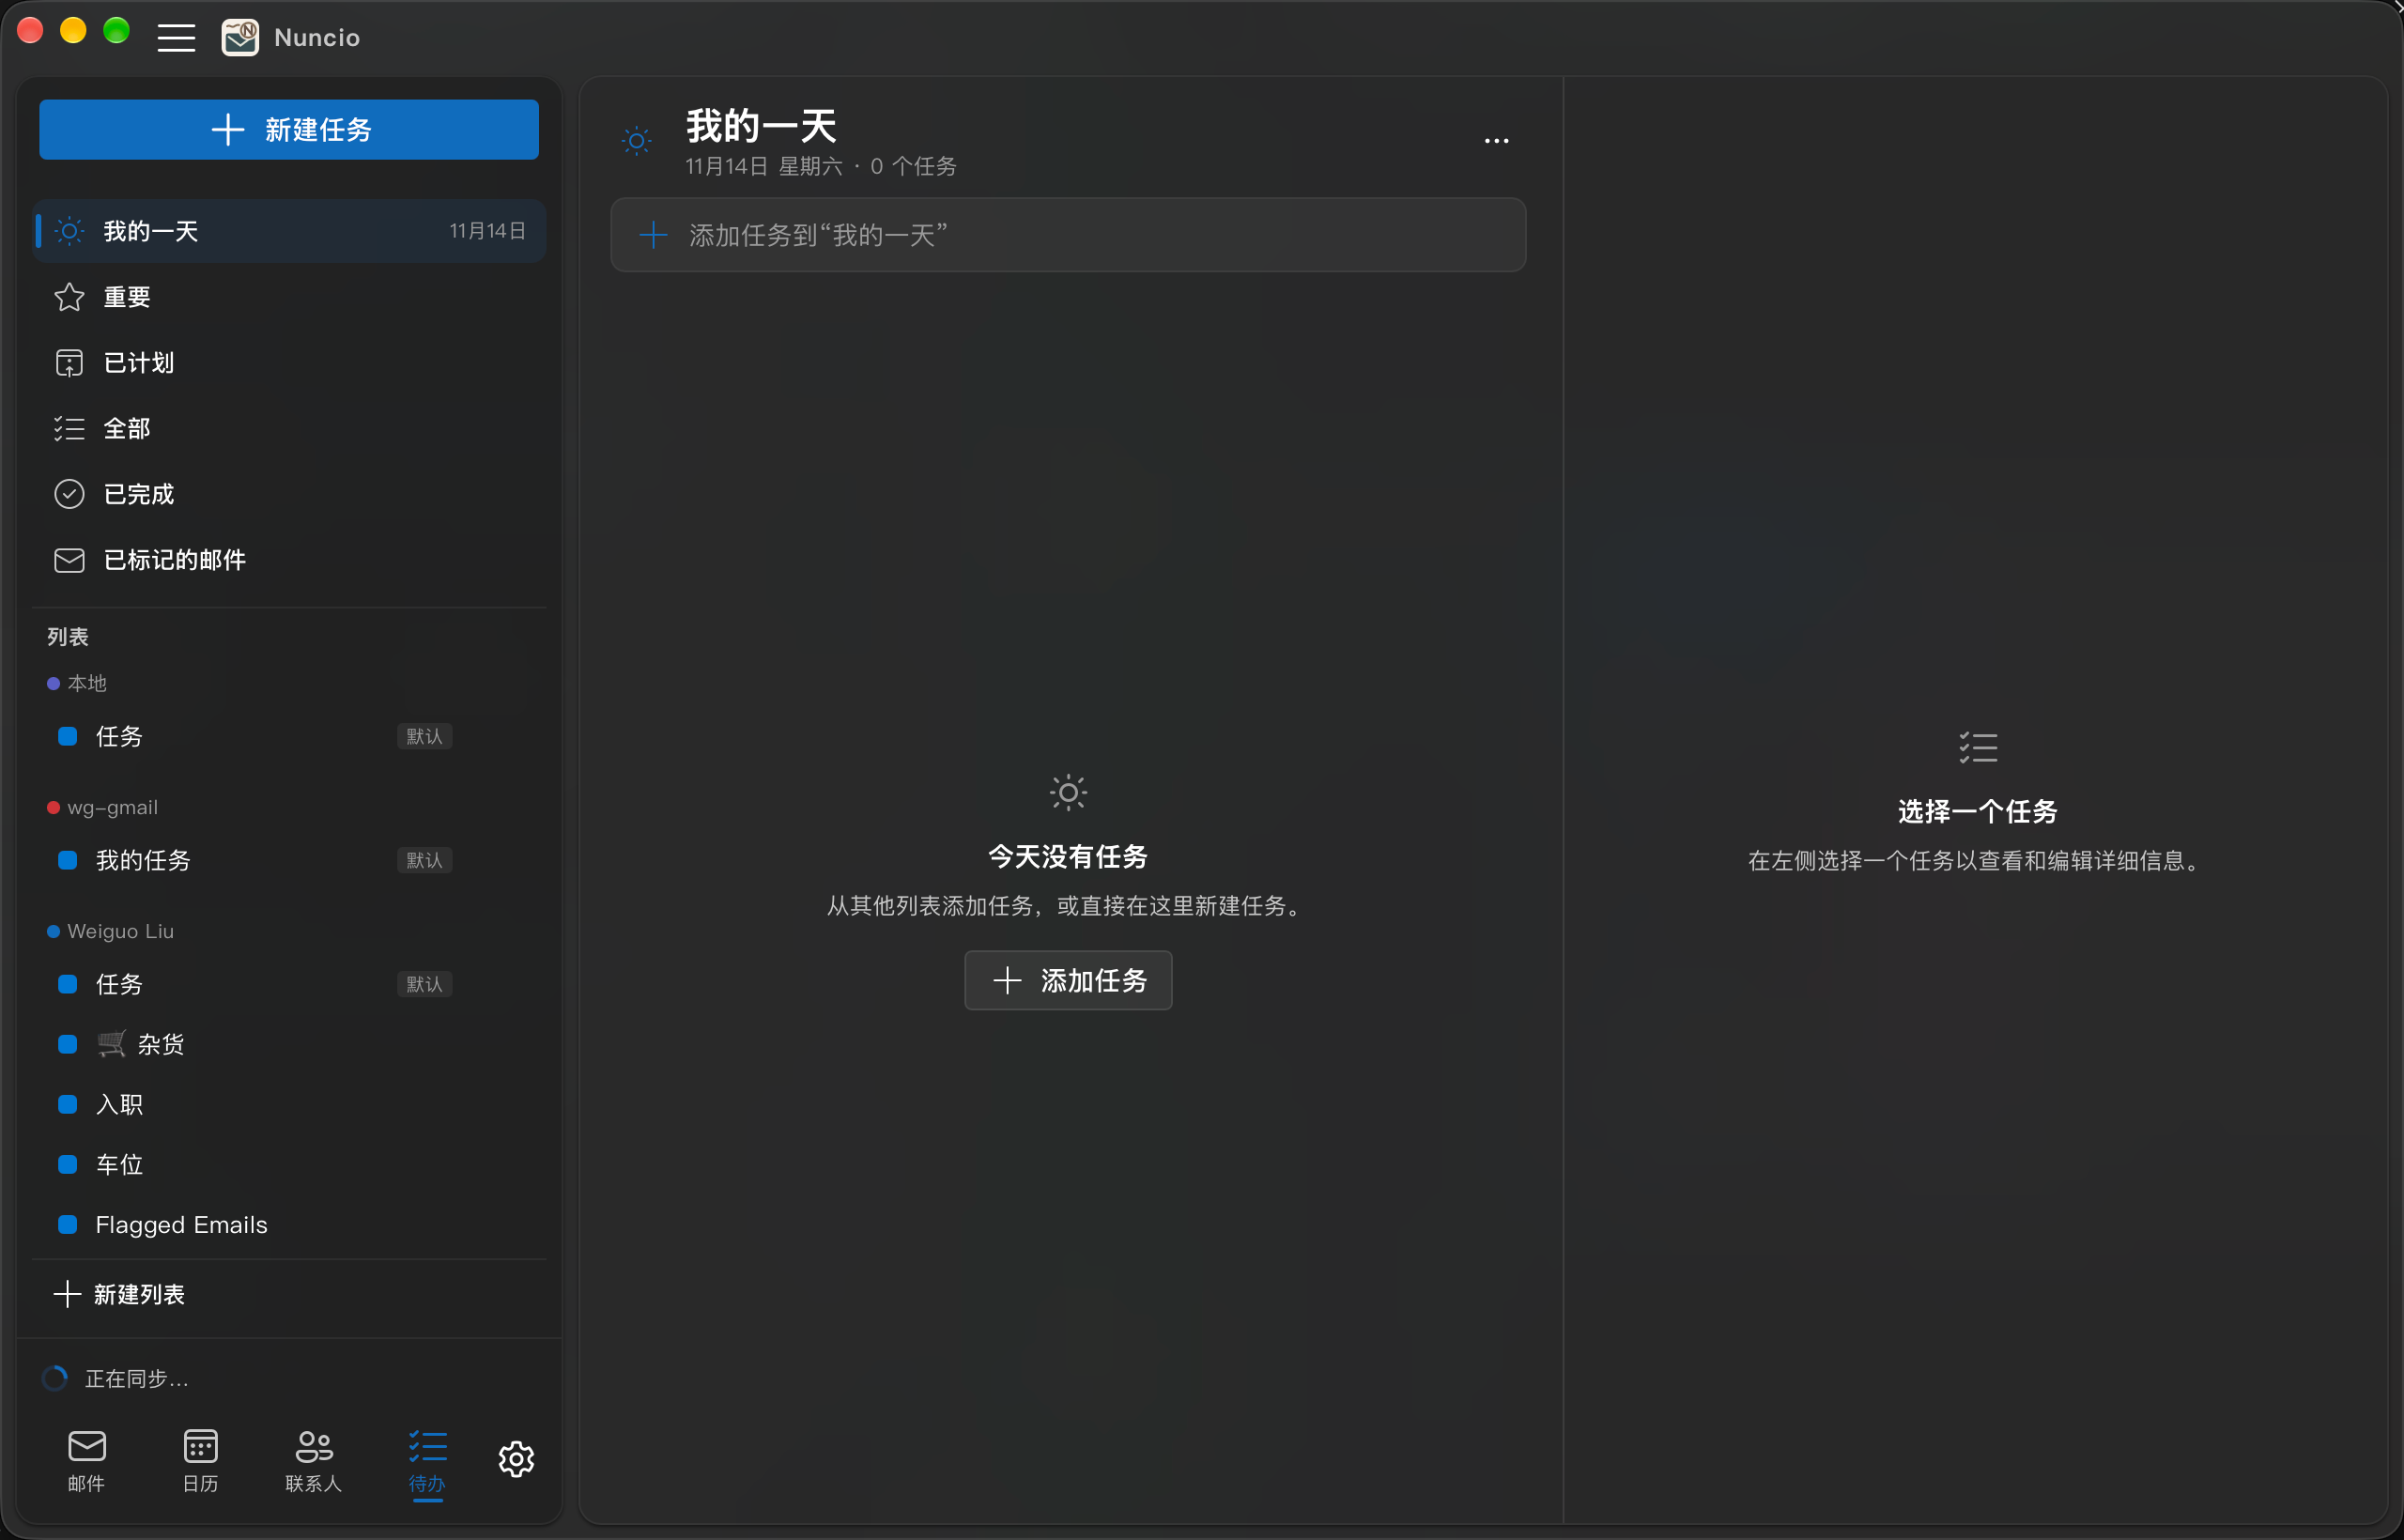 Nuncio
新建任务
我的一天 11月14日
重要
已计划
全部
已完成
已标记的邮件
列表
本地
任务 默认
wg-gmail
我的任务 默认
Weiguo Liu
任务 默认
🛒 杂货
入职
车位
Flagged Emails
新建列表
正在同步...
邮件
日历
联系人
待办
我的一天
11月14日 星期六 · 0 个任务
添加任务到“我的一天”
今天没有任务
从其他列表添加任务，或直接在这里新建任务。
添加任务
选择一个任务
在左侧选择一个任务以查看和编辑详细信息。